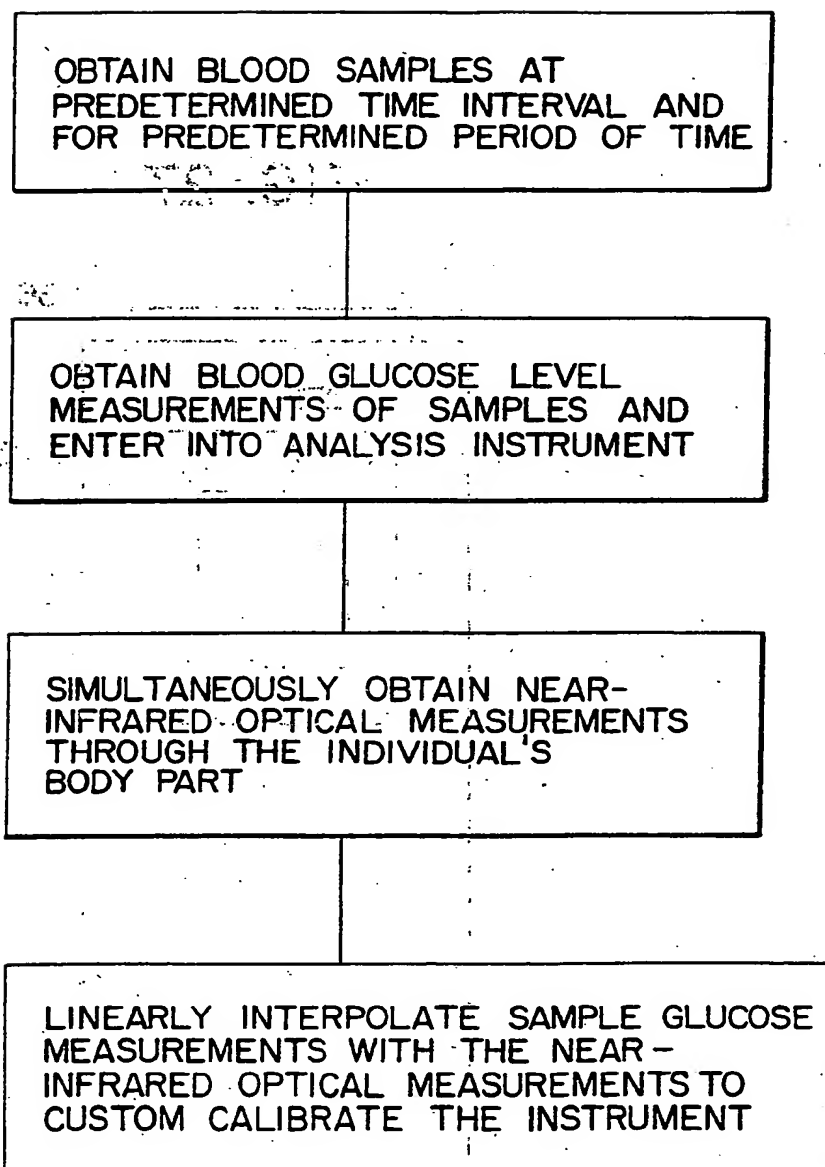 OBTAIN BLOOD SAMPLES AT
PREDETERMINED TIME INTERVAL AND
FOR PREDETERMINED PERIOD OF TIME
OBTAIN BLOOD GLUCOSE LEVEL
MEASUREMENTS OF SAMPLES AND
ENTER INTO ANALYSIS INSTRUMENT
SIMULTANEOUSLY OBTAIN NEAR-
INFRARED OPTICAL MEASUREMENTS
THROUGH THE INDIVIDUAL'S
BODY PART
LINEARLY INTERPOLATE SAMPLE GLUCOSE
MEASUREMENTS WITH THE NEAR-
INFRARED OPTICAL MEASUREMENTS TO
CUSTOM CALIBRATE THE INSTRUMENT